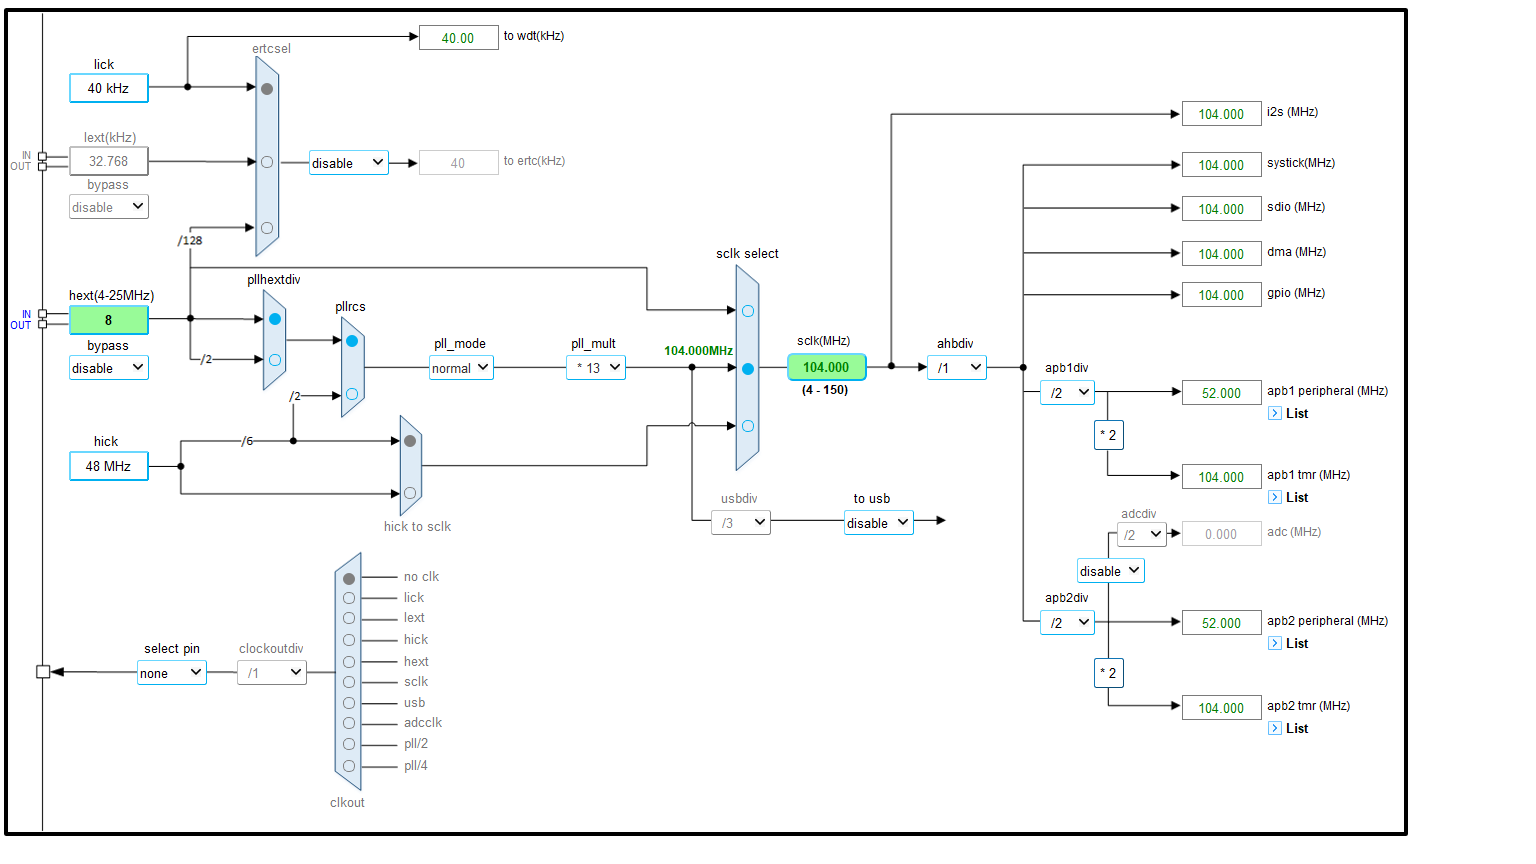 ertcsel
40.00 to wdt(kHz)
lick
40 kHz
lext(kHz)
IN
OUT
32.768
disable
40 to ertc(kHz)
bypass
disable
/128
hext(4-25MHz)
IN
OUT
8
bypass
disable
pllhextdiv
/2
pllrcs
/2
pll_mode
normal
pll_mult
* 13
104.000MHz
sclk select
sclk(MHz)
104.000
(4 - 150)
ahbdiv
/1
104.000 i2s (MHz)
104.000 systick(MHz)
104.000 sdio (MHz)
104.000 dma (MHz)
104.000 gpio (MHz)
apb1div
/2
52.000 apb1 peripheral (MHz)
> List
* 2
104.000 apb1 tmr (MHz)
> List
hick
48 MHz
/6
hick to sclk
usbdiv
/3
to usb
disable
adcdiv
/2
0.000 adc (MHz)
disable
apb2div
/2
52.000 apb2 peripheral (MHz)
> List
* 2
104.000 apb2 tmr (MHz)
> List
select pin
none
clockoutdiv
/1
no clk
lick
lext
hick
hext
sclk
usb
adcclk
pll/2
pll/4
clkout